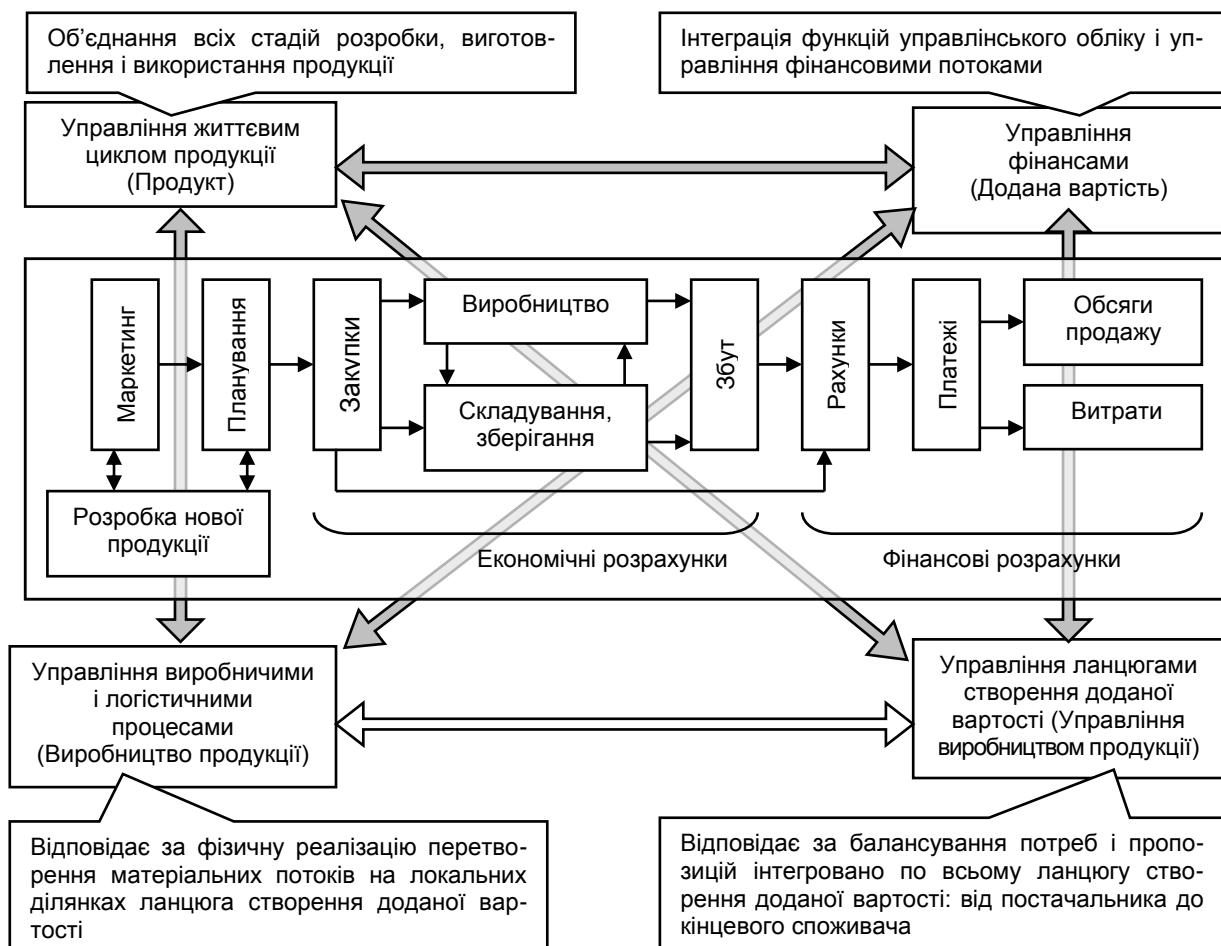 Об’єднання всіх стадій розробки, виготов-
лення і використання продукції
Інтеграція функцій управлінського обліку і уп-
равління фінансовими потоками
Управління життєвим
циклом продукції
(Продукт)
Управління
фінансами
(Додана вартість)
Маркетинг
Планування
Закупки
Виробництво
Складування,
зберігання
Збут
Рахунки
Платежі
Обсяги
продажу
Витрати
Розробка нової
продукції
Економічні розрахунки
Фінансові розрахунки
Управління виробничими
і логістичними
процесами
(Виробництво продукції)
Управління ланцюгами
створення доданої
вартості (Управління
виробництвом продукції)
Відповідає за фізичну реалізацію перетво-
рення матеріальних потоків на локальних
ділянках ланцюга створення доданої вар-
тості
Відповідає за балансування потреб і пропо-
зицій інтегровано по всьому ланцюгу ство-
рення доданої вартості: від постачальника до
кінцевого споживача